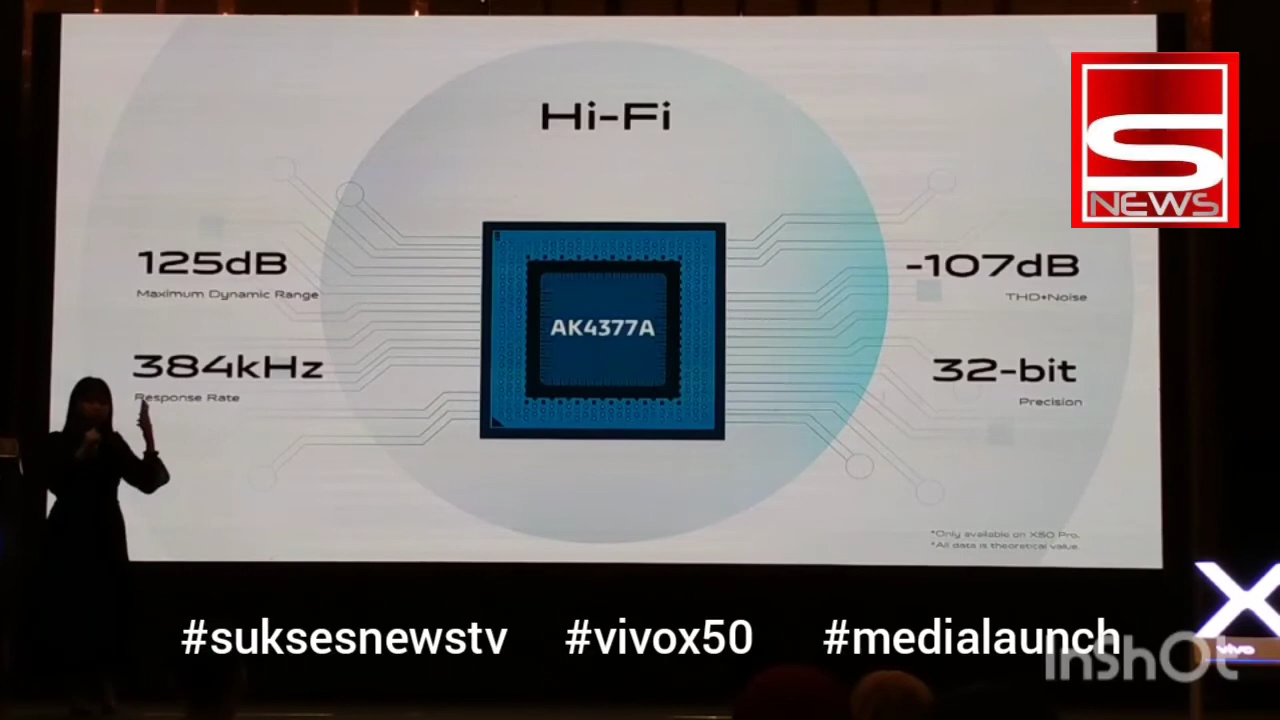 Hi-Fi
S
NEWS
125dB
Maximum Dynamic Range
-107dB
THD+Noise
AK4377A
384kHz
Response Rate
32-bit
Precision
*Only available on X50 Pro.
*All data is theoretical value.
X
vivo
#suksesnewstv #vivox50 #medialaunch
InShOt